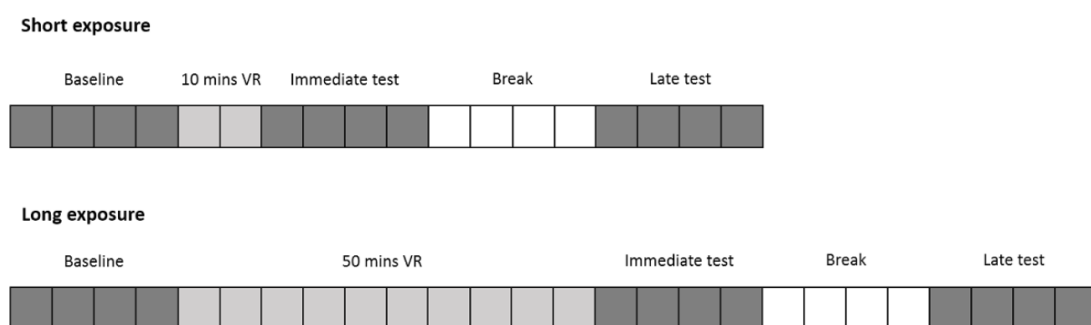 Short exposure
Baseline 10 mins VR Immediate test Break Late test
Long exposure
Baseline 50 mins VR Immediate test Break Late test